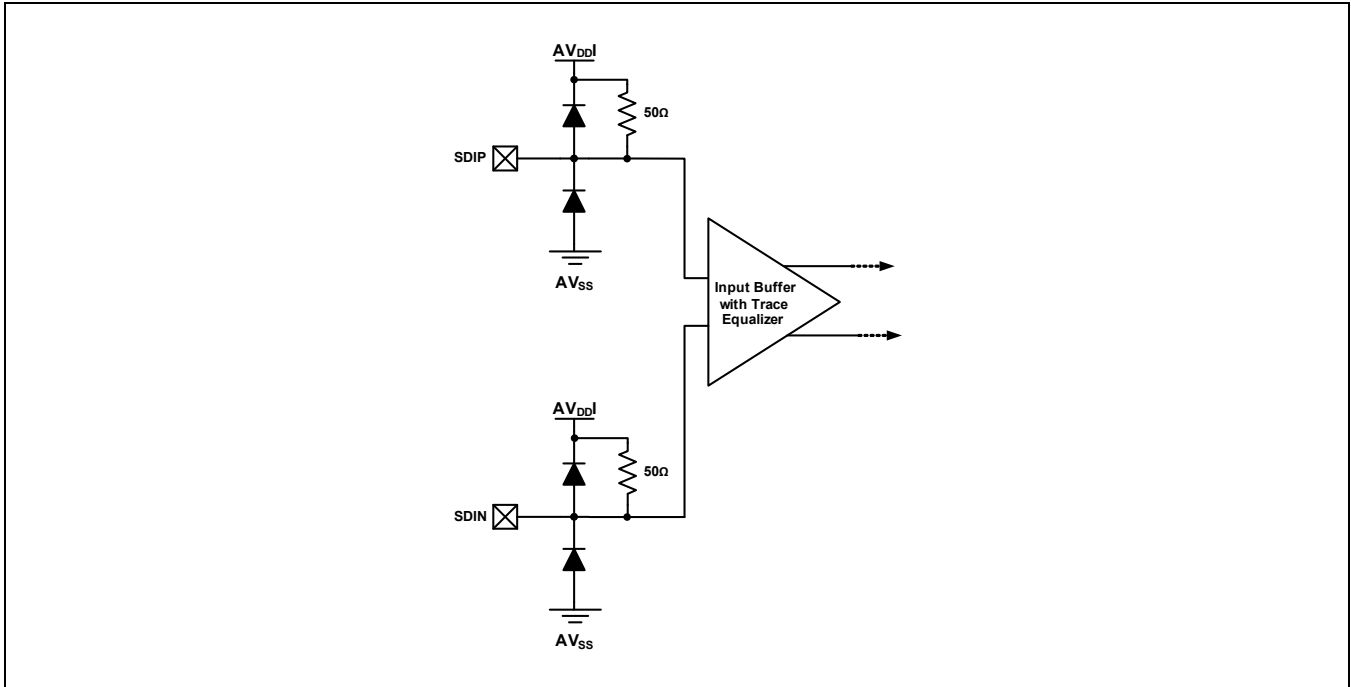 AVDDI
50Ω
SDIP
AVSS
Input Buffer
with Trace
Equalizer
AVDDI
50Ω
SDIN
AVSS